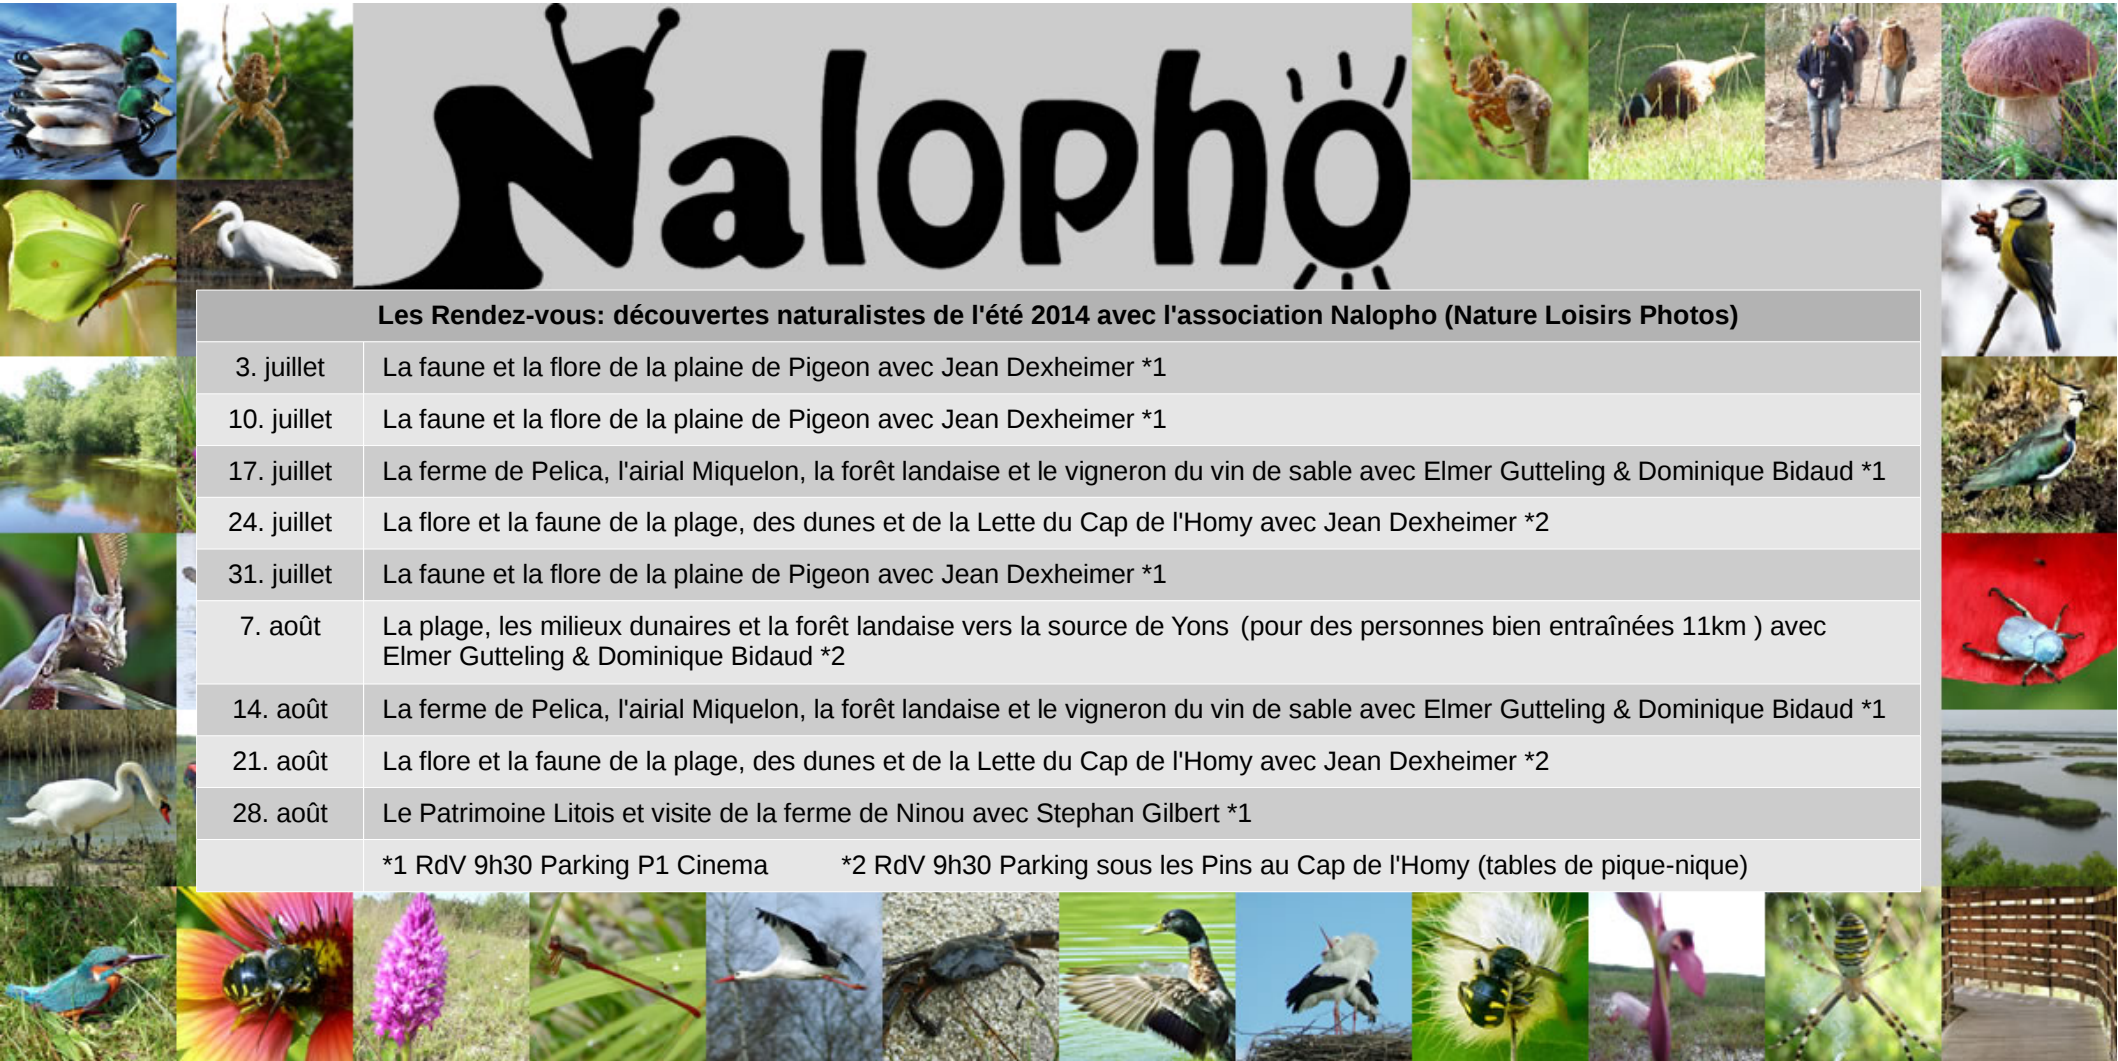 Nalopho
Les Rendez-vous: découvertes naturalistes de l'été 2014 avec l'association Nalopho (Nature Loisirs Photos)
3. juillet La faune et la flore de la plaine de Pigeon avec Jean Dexheimer *1
10. juillet La faune et la flore de la plaine de Pigeon avec Jean Dexheimer *1
17. juillet La ferme de Pelica, l'airial Miquelon, la forêt landaise et le vigneron du vin de sable avec Elmer Gutteling & Dominique Bidaud *1
24. juillet La flore et la faune de la plage, des dunes et de la Lette du Cap de l'Homy avec Jean Dexheimer *2
31. juillet La faune et la flore de la plaine de Pigeon avec Jean Dexheimer *1
7. août La plage, les milieux dunaires et la forêt landaise vers la source de Yons (pour des personnes bien entraînées 11km ) avec
Elmer Gutteling & Dominique Bidaud *2
14. août La ferme de Pelica, l'airial Miquelon, la forêt landaise et le vigneron du vin de sable avec Elmer Gutteling & Dominique Bidaud *1
21. août La flore et la faune de la plage, des dunes et de la Lette du Cap de l'Homy avec Jean Dexheimer *2
28. août Le Patrimoine Litois et visite de la ferme de Ninou avec Stephan Gilbert *1
*1 RdV 9h30 Parking P1 Cinema *2 RdV 9h30 Parking sous les Pins au Cap de l'Homy (tables de pique-nique)